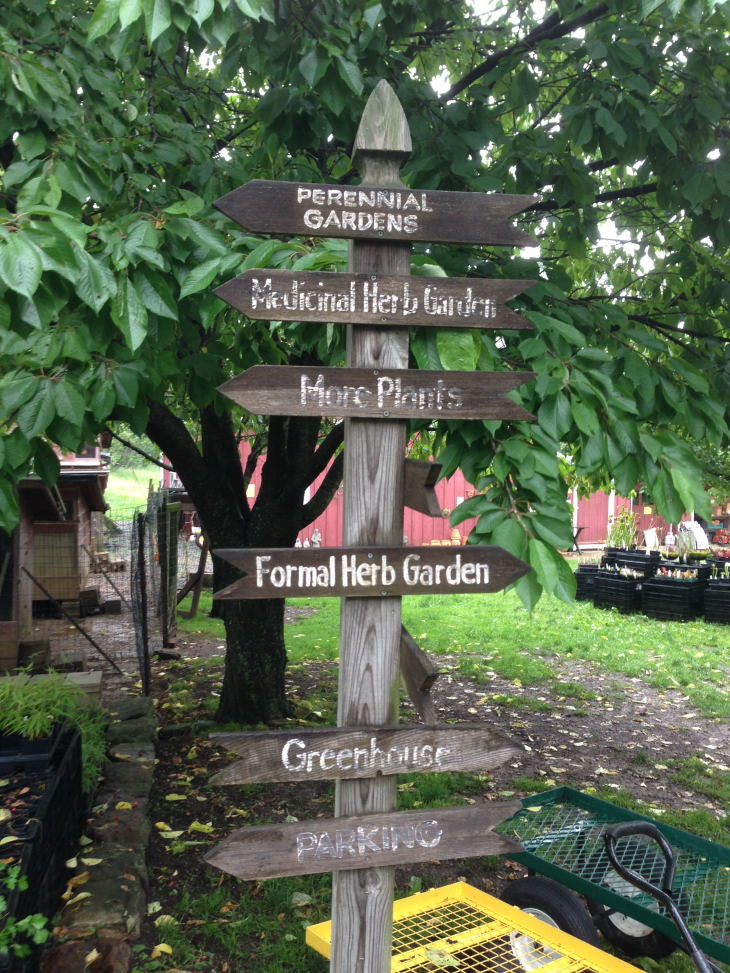 PERENNIAL
GARDENS
Medicinal Herb Garden
More Plants
Formal Herb Garden
Greenhouse
PARKING